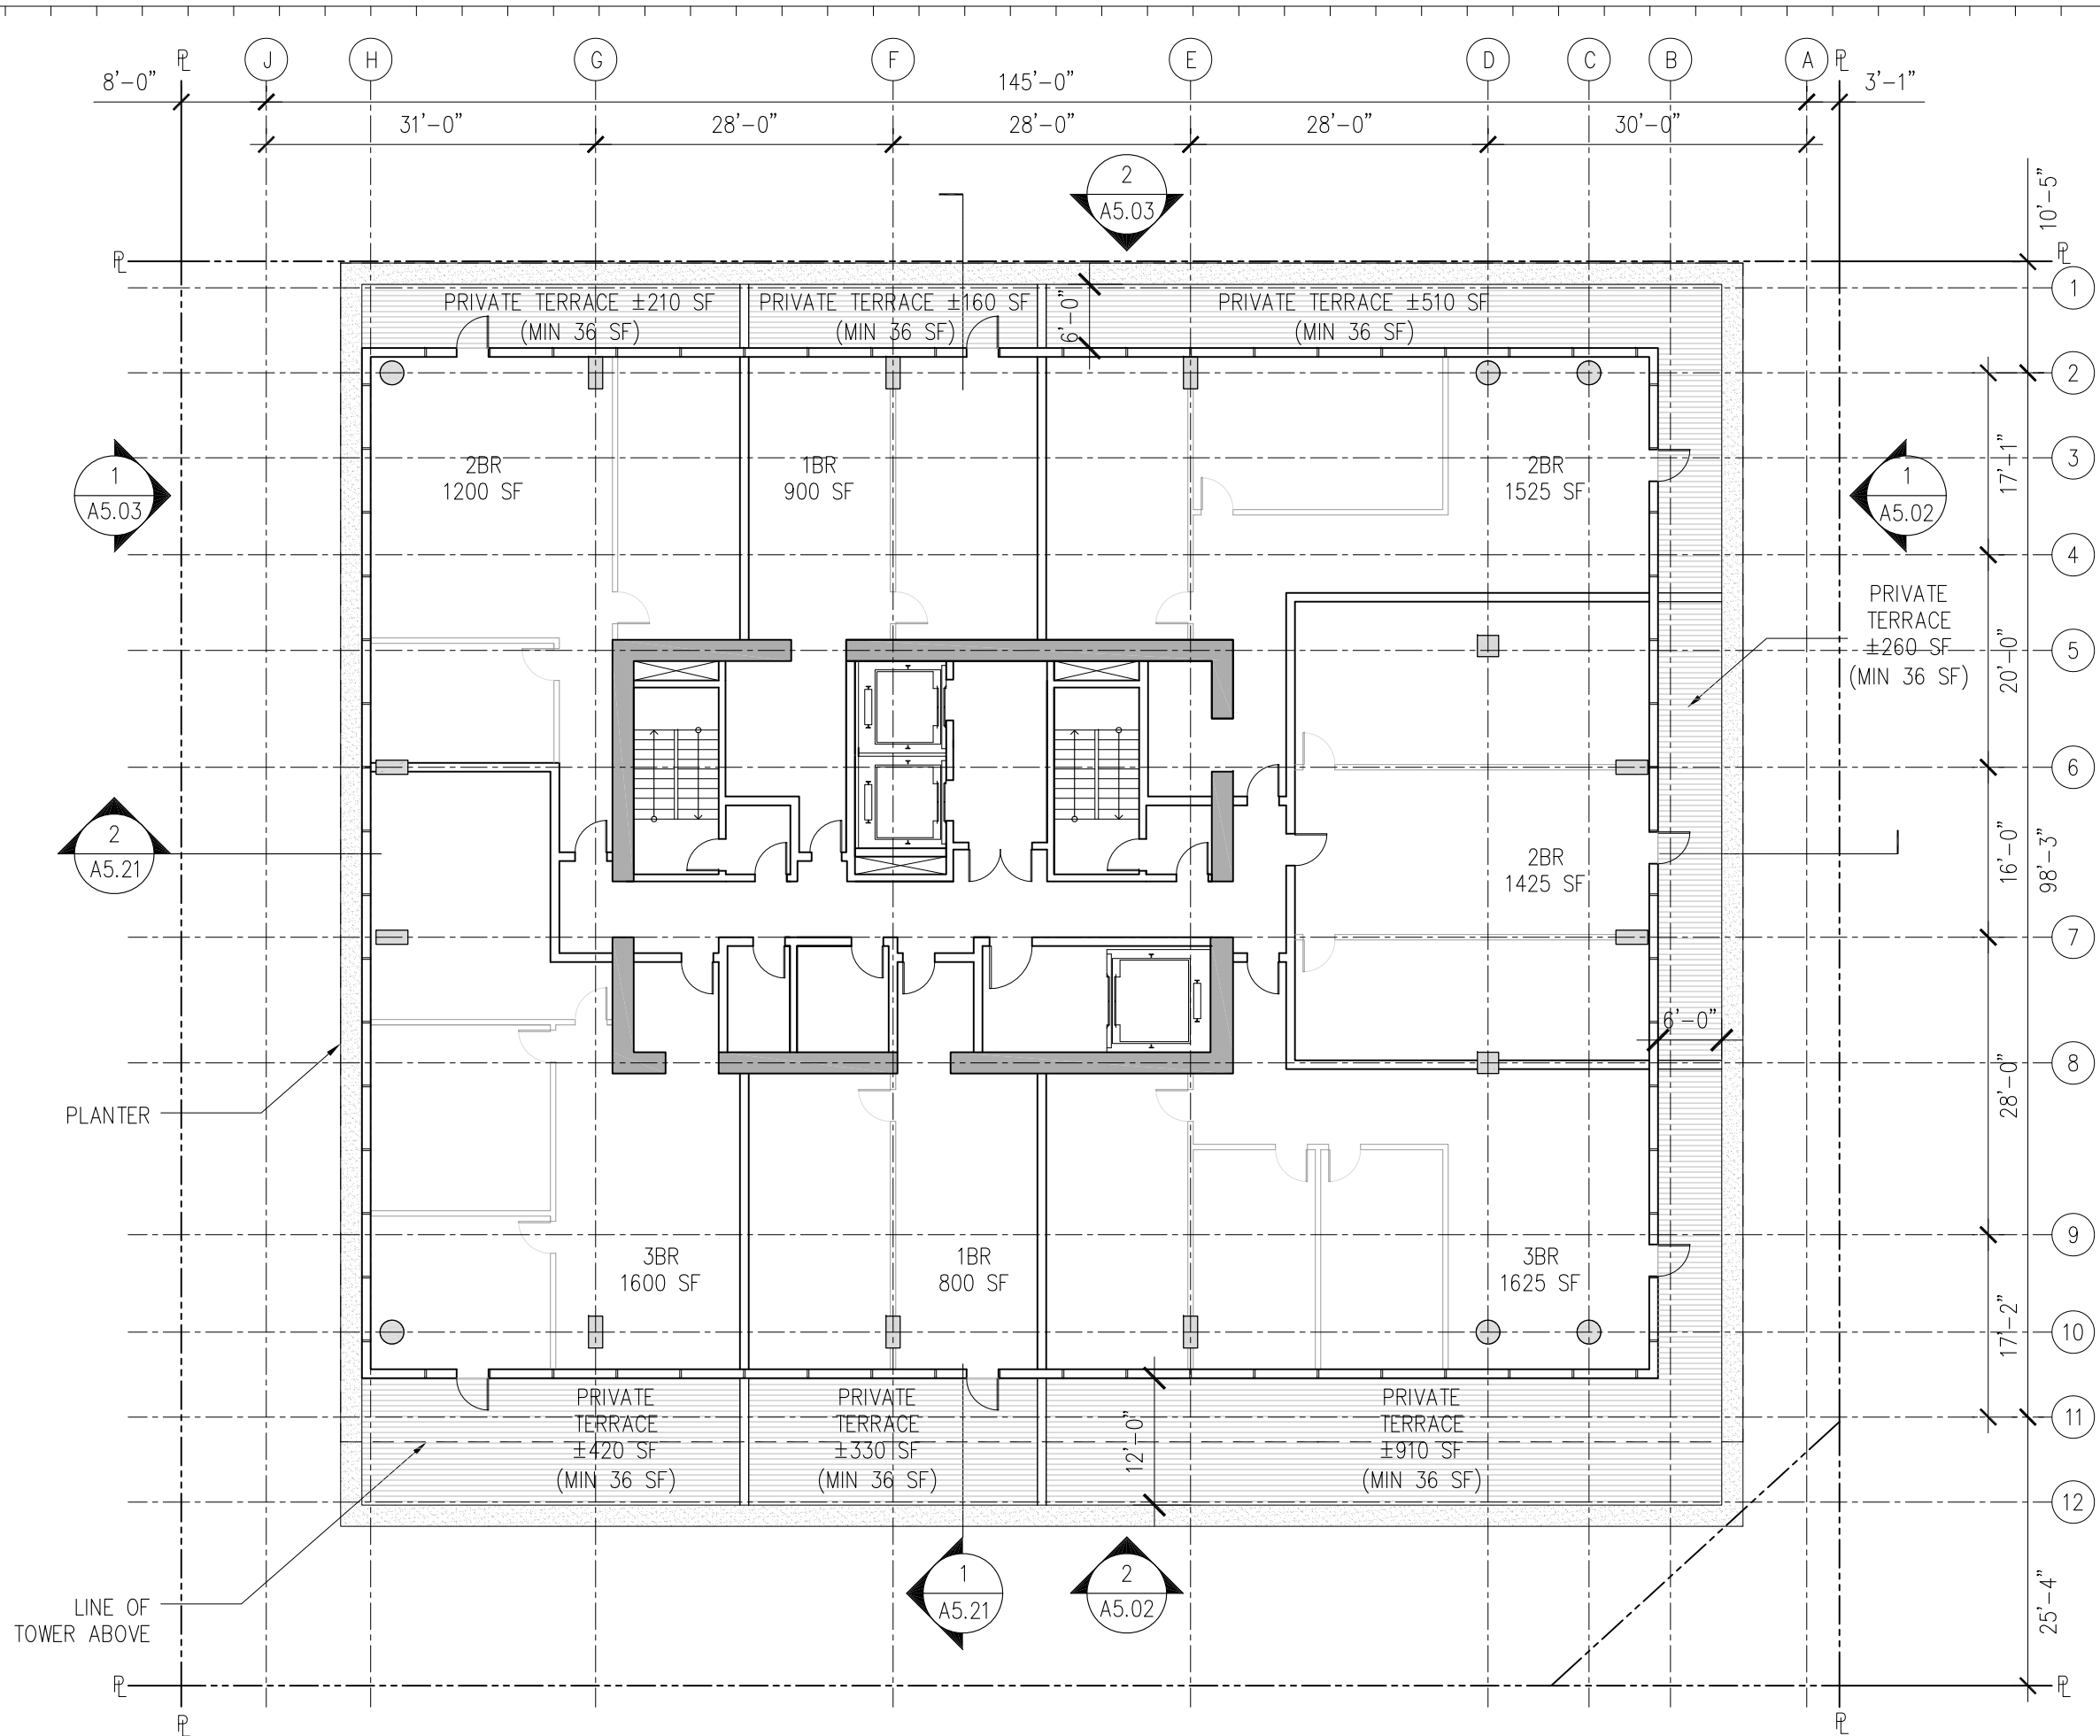 ℄ J H G F E D C B A ℄
8'-0" 145'-0" 3'-1"
31'-0" 28'-0" 28'-0" 28'-0" 30'-0"
2
A5.03
10'-5"
℄ ℄
1
PRIVATE TERRACE ±210 SF
(MIN 36 SF)
PRIVATE TERRACE ±160 SF
(MIN 36 SF)
6'-0"
PRIVATE TERRACE ±510 SF
(MIN 36 SF)
2
1
A5.03
2BR
1200 SF
1BR
900 SF
2BR
1525 SF
1
A5.02
17'-1"
3
4
PRIVATE
TERRACE
±260 SF
(MIN 36 SF)
20'-0"
5
6
2
A5.21
2BR
1425 SF
16'-0"
98'-3"
7
6'-0"
8
PLANTER
28'-0"
9
3BR
1600 SF
1BR
800 SF
3BR
1625 SF
17'-2"
10
PRIVATE
TERRACE
±420 SF
(MIN 36 SF)
PRIVATE
TERRACE
±330 SF
(MIN 36 SF)
12'-0"
PRIVATE
TERRACE
±910 SF
(MIN 36 SF)
11
12
LINE OF
TOWER ABOVE
1
A5.21
2
A5.02
25'-4"
℄ ℄
℄ ℄